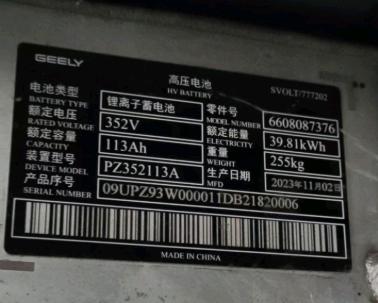 GEELY
高压电池
HV BATTERY
SVOLT/777202
电池类型
BATTERY TYPE
锂离子蓄电池
零件号
MODEL NUMBER
6608087376
额定电压
RATED VOLTAGE
352V
额定能量
ELECTRICITY
39.81kWh
额定容量
CAPACITY
113Ah
重量
WEIGHT
255kg
装置型号
DEVICE MODEL
PZ352113A
生产日期
MFD
2023年11月02日
产品序号
SERIAL NUMBER
09UPZ93W000011DB21820006
MADE IN CHINA